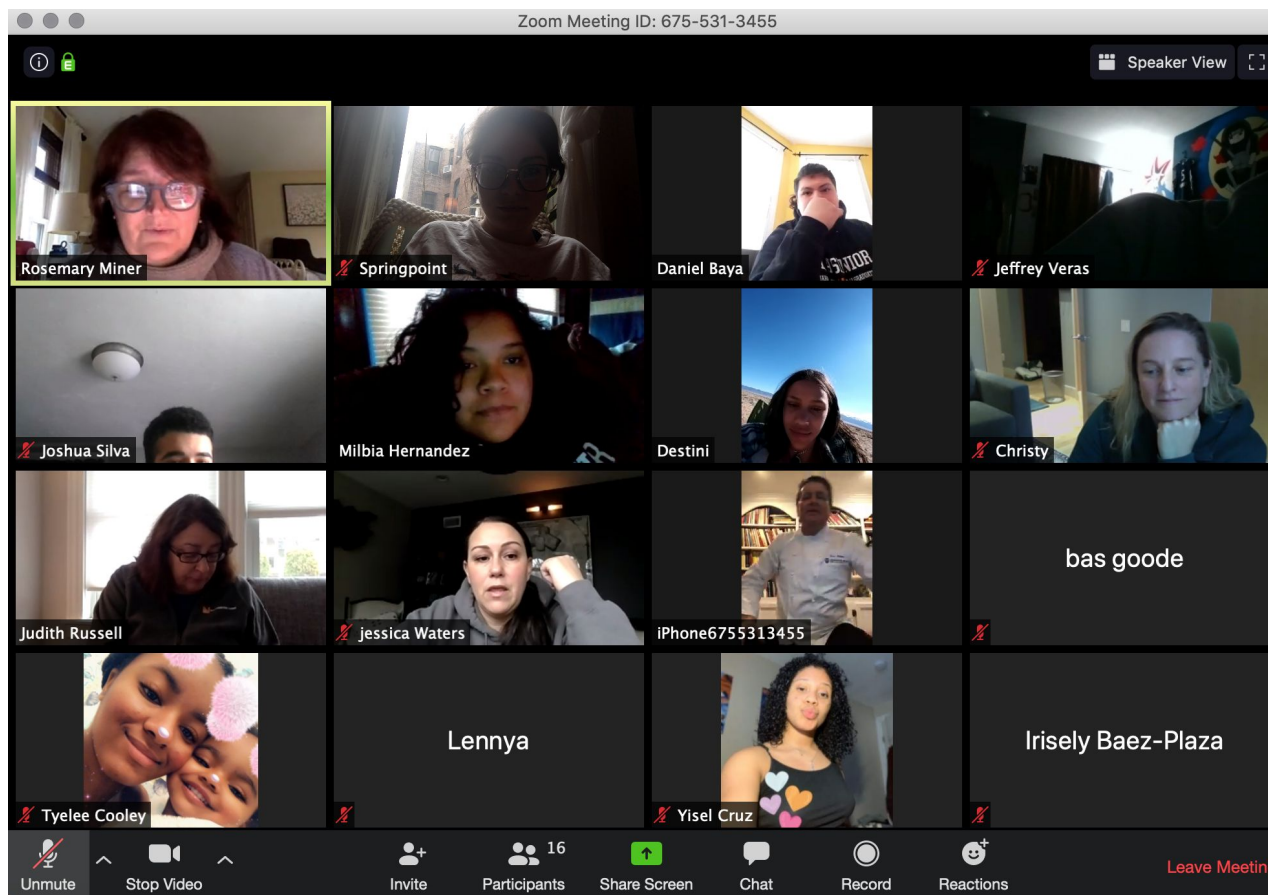 Zoom Meeting ID: 675-531-3455
Speaker View
Rosemary Miner
Springpoint
Daniel Baya
Jeffrey Veras
Joshua Silva
Milbia Hernandez
Destini
Christy
Judith Russell
jessica Waters
iPhone6755313455
bas goode
Tyelee Cooley
Lennya
Yisel Cruz
Irisely Baez-Plaza
Unmute
Stop Video
Invite
Participants
16
Share Screen
Chat
Record
Reactions
Leave Meetin